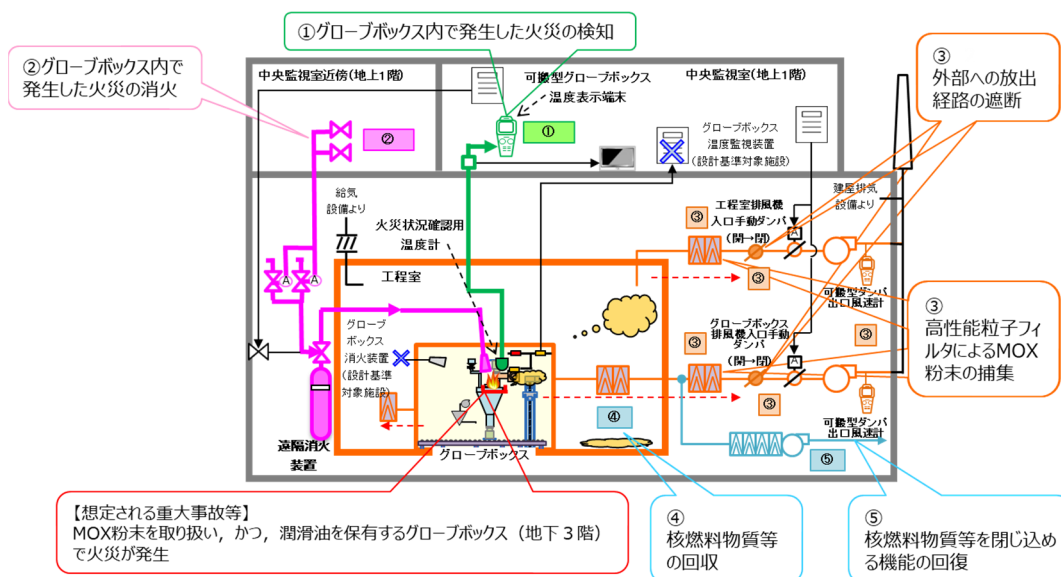 ①グローブボックス内で発生した火災の検知
②グローブボックス内で
発生した火災の消火
③
外部への放出
経路の遮断
中央監視室近傍(地上1階)
可搬型グローブボックス
温度表示端末
中央監視室(地上1階)
②
①
グローブボックス
温度監視装置
(設計基準対象施設)
給気
設備より
火災状況確認用
温度計
③
工程室排風機
入口手動ダンパ
(開→閉)
建屋排気
設備より
A
A
A
③
可搬型ダンパ
出口風速計
工程室
グローブ
ボックス
消火装置
(設計基準
対象施設)
③
グローブボックス
排風機入口手動
ダンパ
(開→閉)
A
③
③
高性能粒子フィ
ルタによるMOX
粉末の捕集
③
可搬型ダンパ
出口風速計
④
⑤
遠隔消火
装置
グローブボックス
【想定される重大事故等】
MOX粉末を取り扱い，かつ，潤滑油を保有するグローブボックス（地下３階）
で火災が発生
④
核燃料物質等
の回収
⑤
核燃料物質等を閉じ込め
る機能の回復